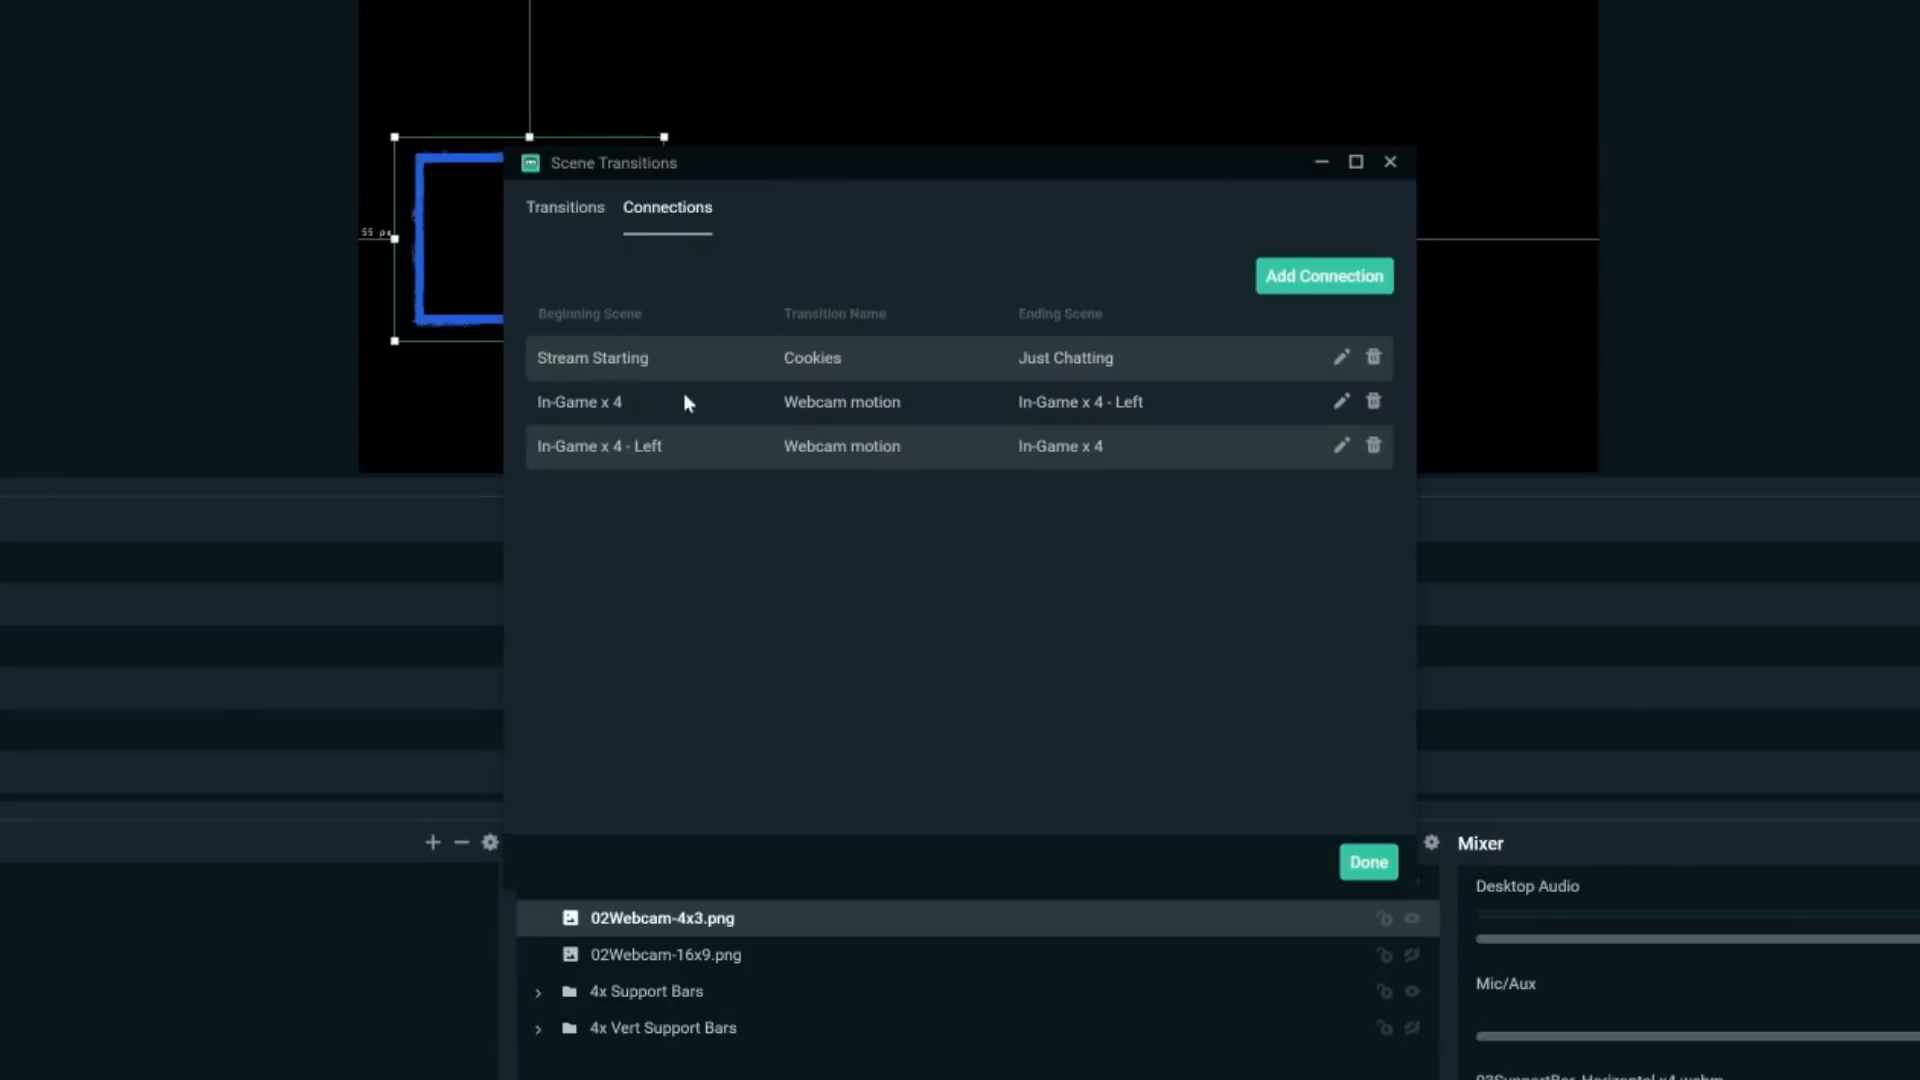 Scene Transitions
Transitions Connections
55 px
Add Connection
Beginning Scene Transition Name Ending Scene
Stream Starting Cookies Just Chatting
In-Game x 4 Webcam motion In-Game x 4 - Left
In-Game x 4 - Left Webcam motion In-Game x 4
Done
Mixer
Desktop Audio
02Webcam-4x3.png
02Webcam-16x9.png
4x Support Bars
Mic/Aux
4x Vert Support Bars